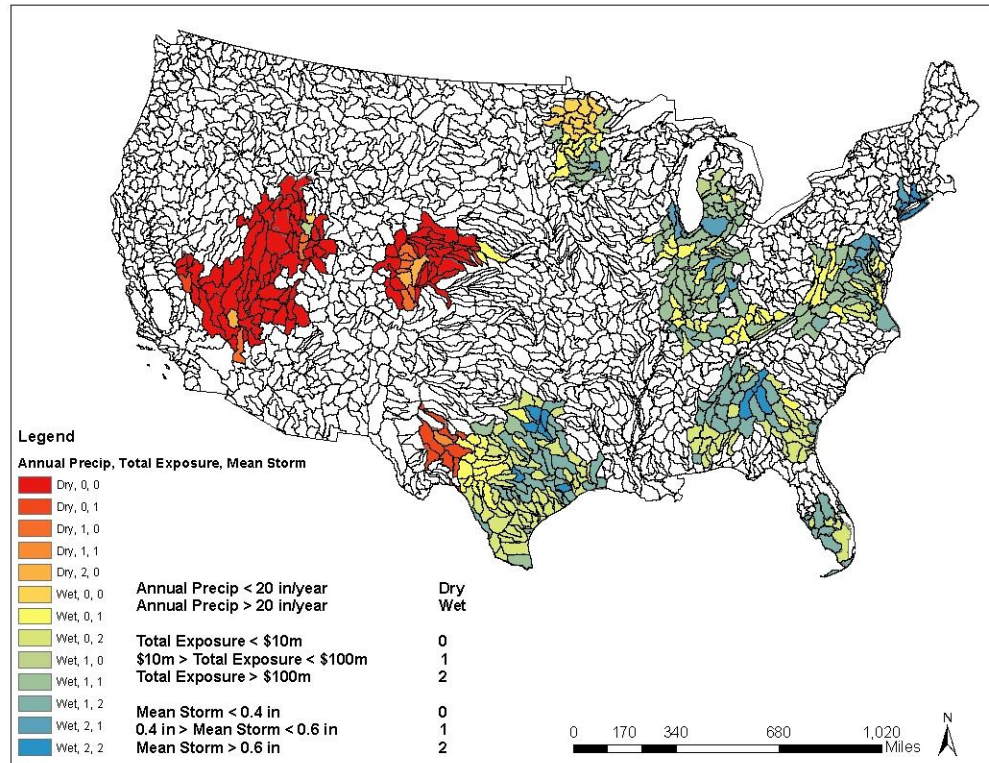 Legend
Annual Precip, Total Exposure, Mean Storm
Dry, 0, 0
Dry, 0, 1
Dry, 1, 0
Dry, 1, 1
Dry, 2, 0
Wet, 0, 0
Wet, 0, 1
Wet, 0, 2
Wet, 1, 0
Wet, 1, 1
Wet, 1, 2
Wet, 2, 1
Wet, 2, 2
Annual Precip < 20 in/year Dry
Annual Precip > 20 in/year Wet
Total Exposure < $10m 0
$10m > Total Exposure < $100m 1
Total Exposure > $100m 2
Mean Storm < 0.4 in 0
0.4 in > Mean Storm < 0.6 in 1
Mean Storm > 0.6 in 2
0 170 340 680 1,020
Miles
N